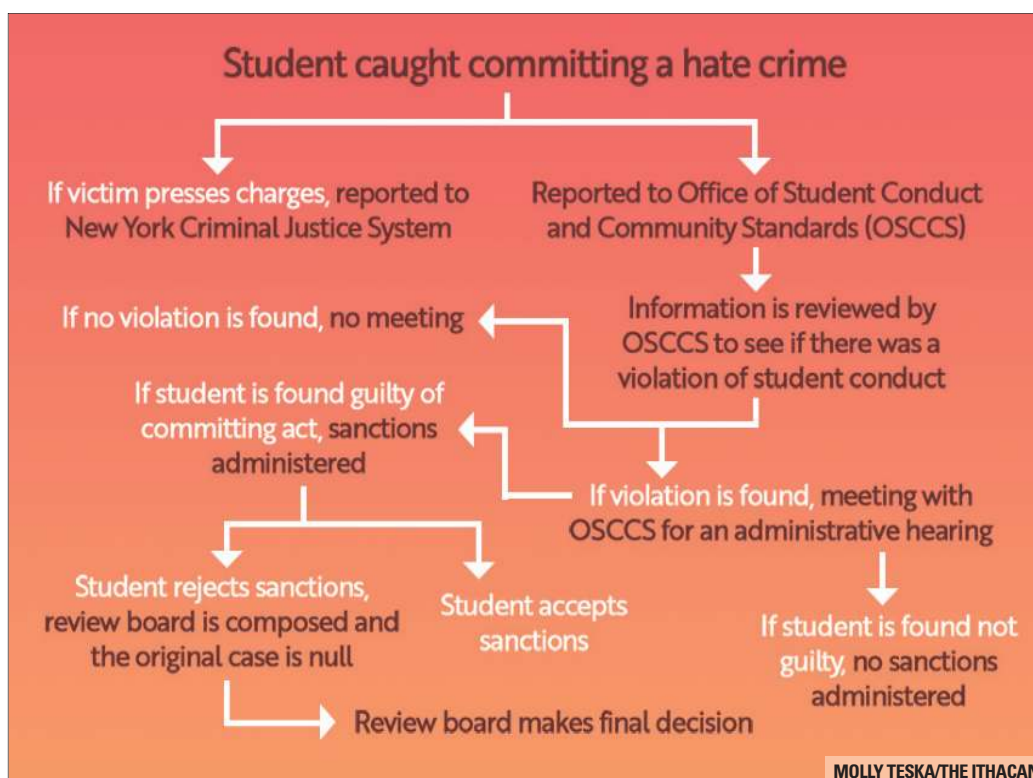 Student caught committing a hate crime
If victim presses charges, reported to
New York Criminal Justice System
Reported to Office of Student Conduct
and Community Standards (OSCCS)
Information is reviewed by
OSCCS to see if there was a
violation of student conduct
If no violation is found, no meeting
If violation is found, meeting with
OSCCS for an administrative hearing
If student is found guilty of
committing act, sanctions
administered
If student is found not
guilty, no sanctions
administered
Student rejects sanctions,
review board is composed and
the original case is null
Student accepts
sanctions
Review board makes final decision
MOLLY TESKA/THE ITHACAN